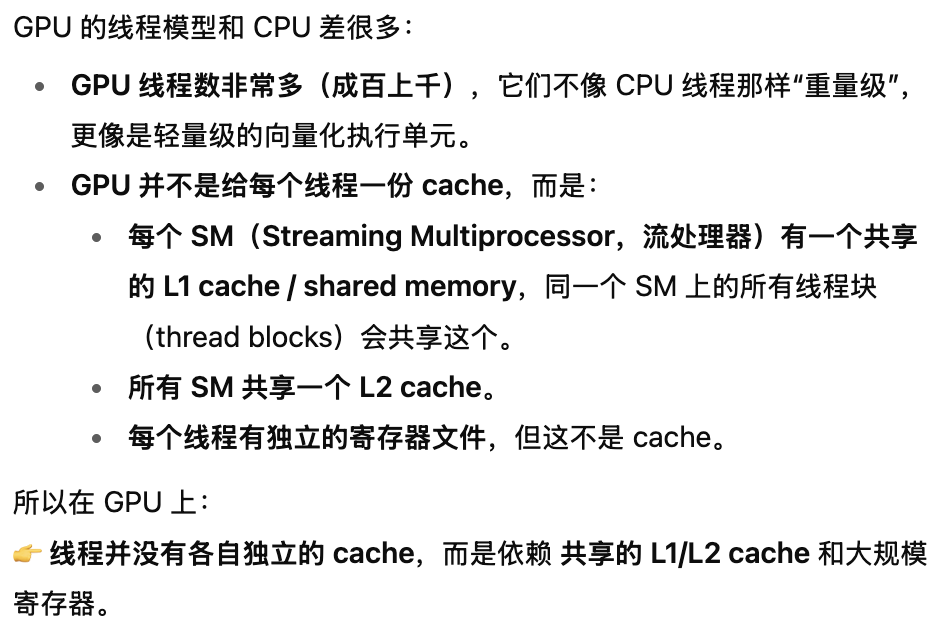 GPU 的线程模型和 CPU 差很多：
• GPU 线程数非常多（成百上千），它们不像 CPU 线程那样“重量级”，
更像是轻量级的向量化执行单元。
• GPU 并不是给每个线程一份 cache，而是：
• 每个 SM（Streaming Multiprocessor，流处理器）有一个共享
的 L1 cache / shared memory，同一个 SM 上的所有线程块
（thread blocks）会共享这个。
• 所有 SM 共享一个 L2 cache。
• 每个线程有独立的寄存器文件，但这不是 cache。
所以在 GPU 上：
👉 线程并没有各自独立的 cache，而是依赖 共享的 L1/L2 cache 和大规模
寄存器。